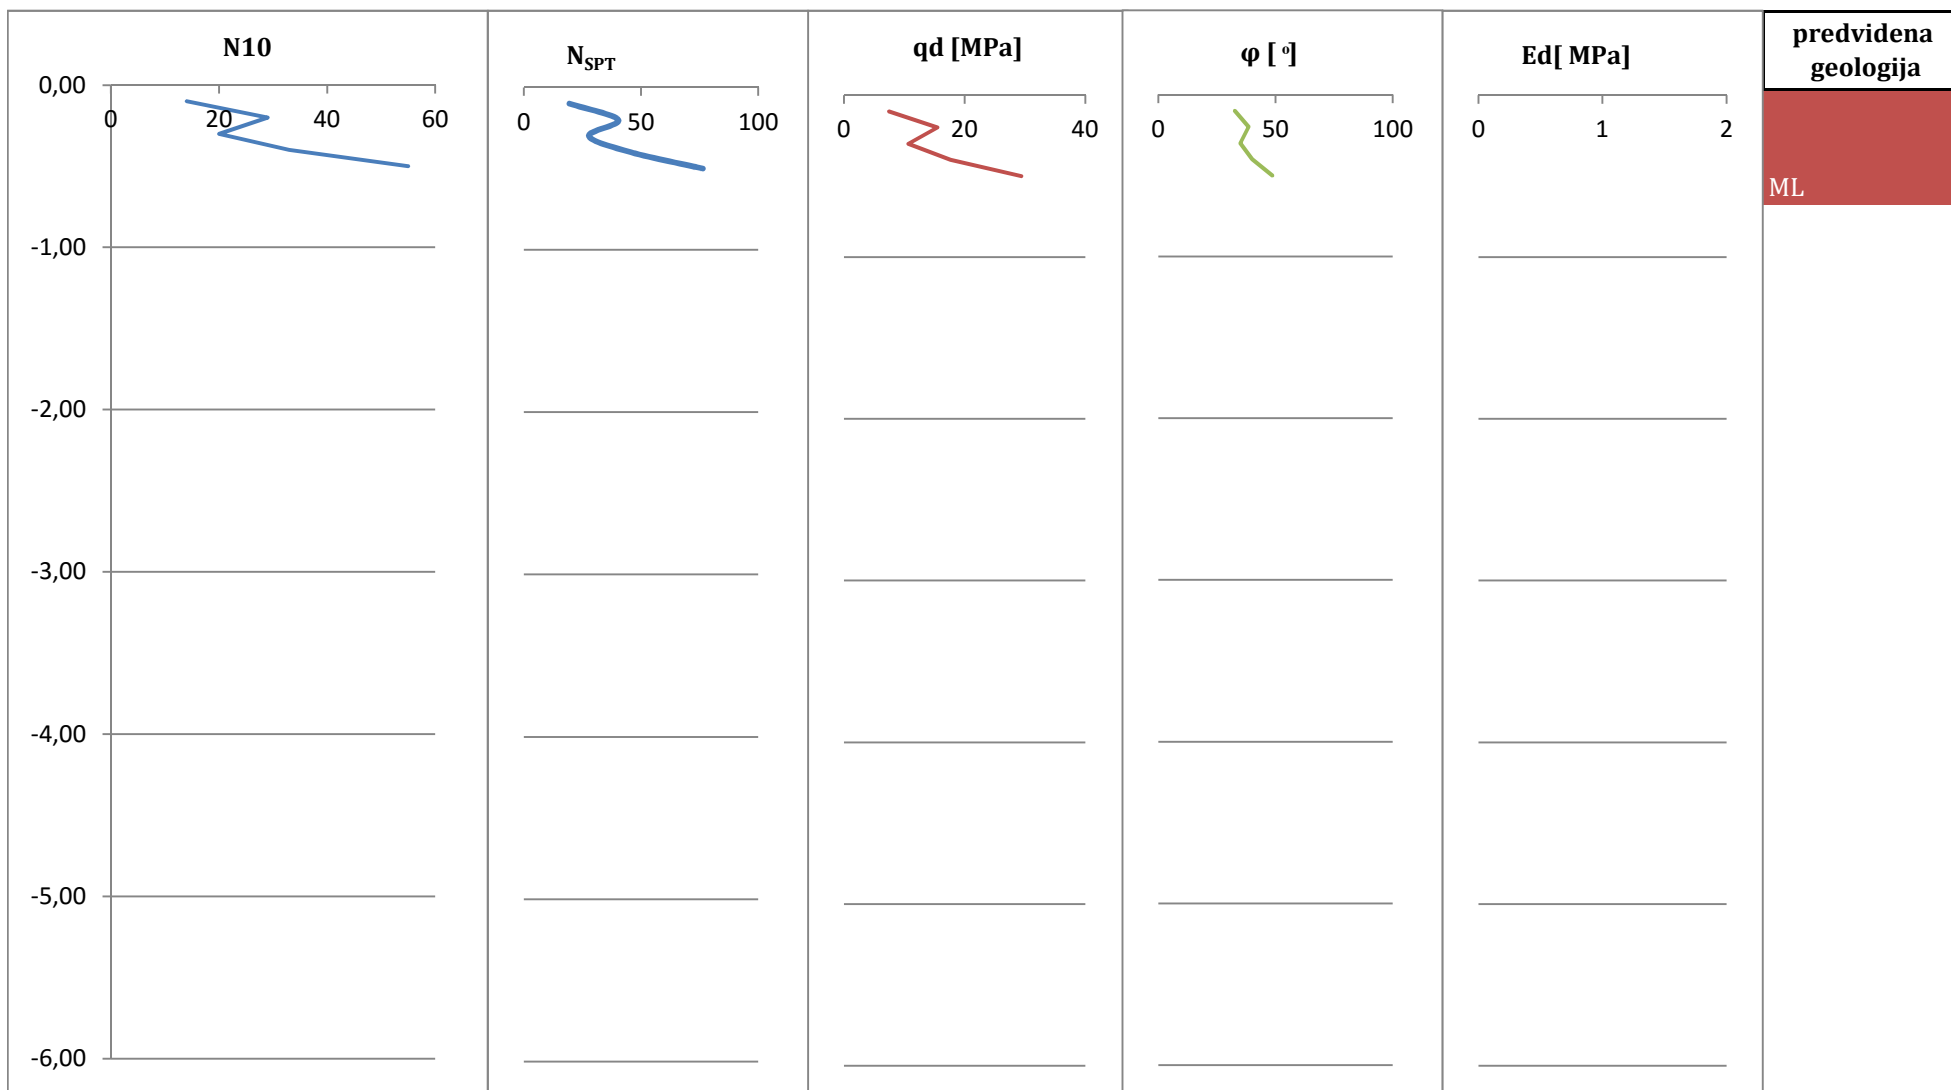 N10
N_SPT
qd [MPa]
φ [ º]
Ed[ MPa]
predvidena
geologija
0,00
0 20 40 60
0 50 100
0 20 40
0 50 100
0 1 2
ML
-1,00
-2,00
-3,00
-4,00
-5,00
-6,00